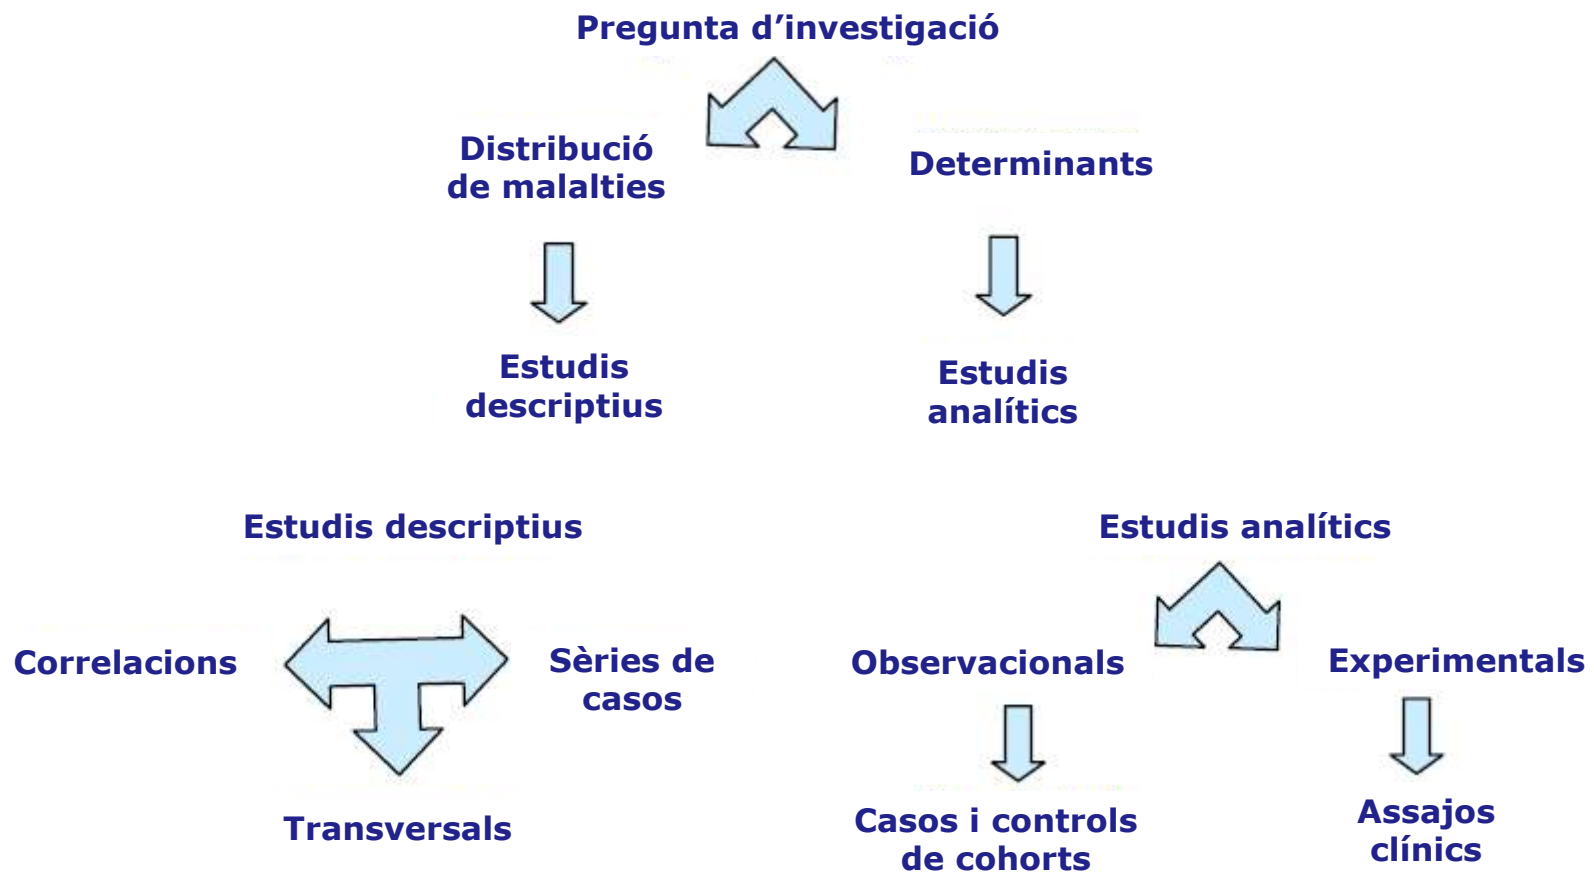 Pregunta d’investigació
Distribució
de malalties
Determinants
Estudis
descriptius
Estudis
analítics
Estudis descriptius
Correlacions
Sèries de
casos
Transversals
Estudis analítics
Observacionals
Experimentals
Casos i controls
de cohorts
Assajos
clínics